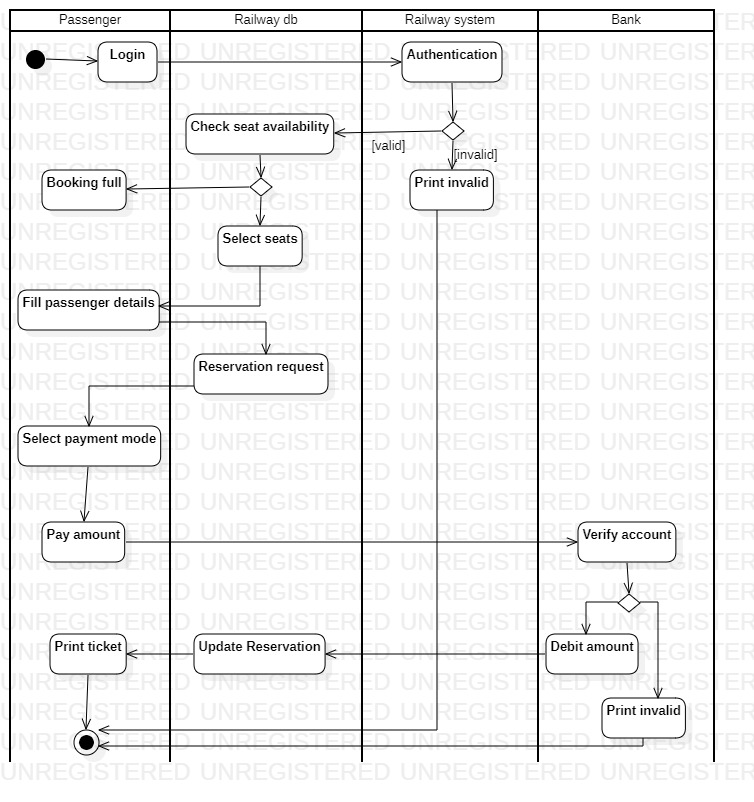 Passenger
Railway db
Railway system
Bank
Login
Authentication
Check seat availability
[valid]
[invalid]
Booking full
Print invalid
Select seats
Fill passenger details
Reservation request
Select payment mode
Pay amount
Verify account
Print ticket
Update Reservation
Debit amount
Print invalid
UNREGISTERED UNREGISTERED UNREGISTERED UNREGISTERED